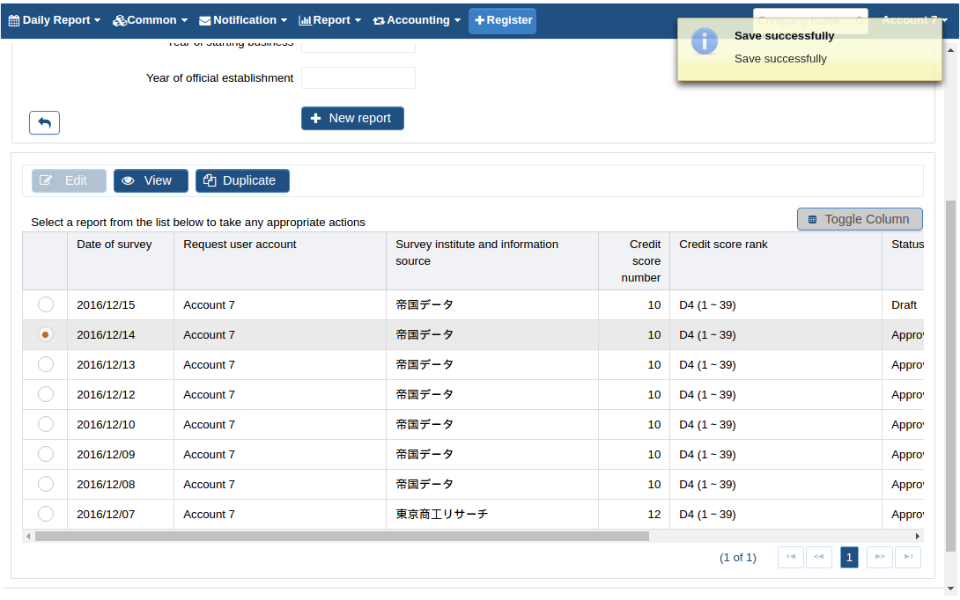 Daily Report Common Notification Report Accounting Register Account 7
Save successfully
Save successfully
Year of starting business
Year of official establishment
New report
Edit View Duplicate
Select a report from the list below to take any appropriate actions
Toggle Column
Date of survey Request user account Survey institute and information source Credit score number Credit score rank Status
2016/12/15 Account 7 帝国データ 10 D4 (1 ~ 39) Draft
2016/12/14 Account 7 帝国データ 10 D4 (1 ~ 39) Approv
2016/12/13 Account 7 帝国データ 10 D4 (1 ~ 39) Approv
2016/12/12 Account 7 帝国データ 10 D4 (1 ~ 39) Approv
2016/12/10 Account 7 帝国データ 10 D4 (1 ~ 39) Approv
2016/12/09 Account 7 帝国データ 10 D4 (1 ~ 39) Approv
2016/12/08 Account 7 帝国データ 10 D4 (1 ~ 39) Approv
2016/12/07 Account 7 東京商工リサーチ 12 D4 (1 ~ 39) Approv
(1 of 1) 1